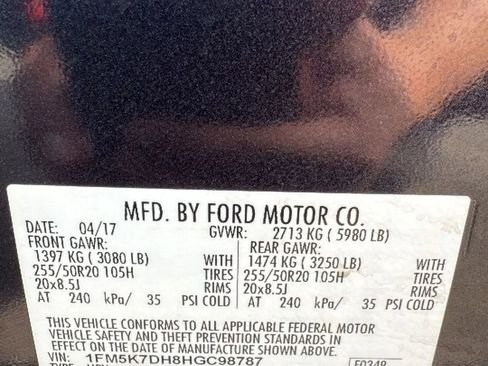 MFD. BY FORD MOTOR CO.
DATE: 04/17 GVWR: 2713 KG ( 5980 LB)
FRONT GAWR: REAR GAWR:
1397 KG ( 3080 LB) WITH 1474 KG ( 3250 LB) WITH
255/50R20 105H TIRES 255/50R20 105H TIRES
20x8.5J RIMS 20x8.5J RIMS
AT 240 kPa/ 35 PSI COLD AT 240 kPa/ 35 PSI COLD
THIS VEHICLE CONFORMS TO ALL APPLICABLE FEDERAL MOTOR
VEHICLE SAFETY AND THEFT PREVENTION STANDARDS IN
EFFECT ON THE DATE OF MANUFACTURE SHOWN ABOVE.
VIN: 1FM5K7DH8HGC98787
F0349